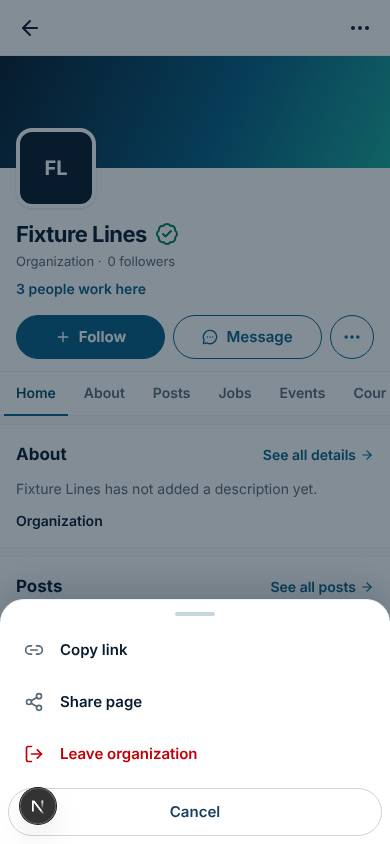 FL
Fixture Lines
Organization · 0 followers
3 people work here
Follow
Message
Home About Posts Jobs Events Cour
About See all details
Fixture Lines has not added a description yet.
Organization
Posts See all posts
Copy link
Share page
Leave organization
N
Cancel